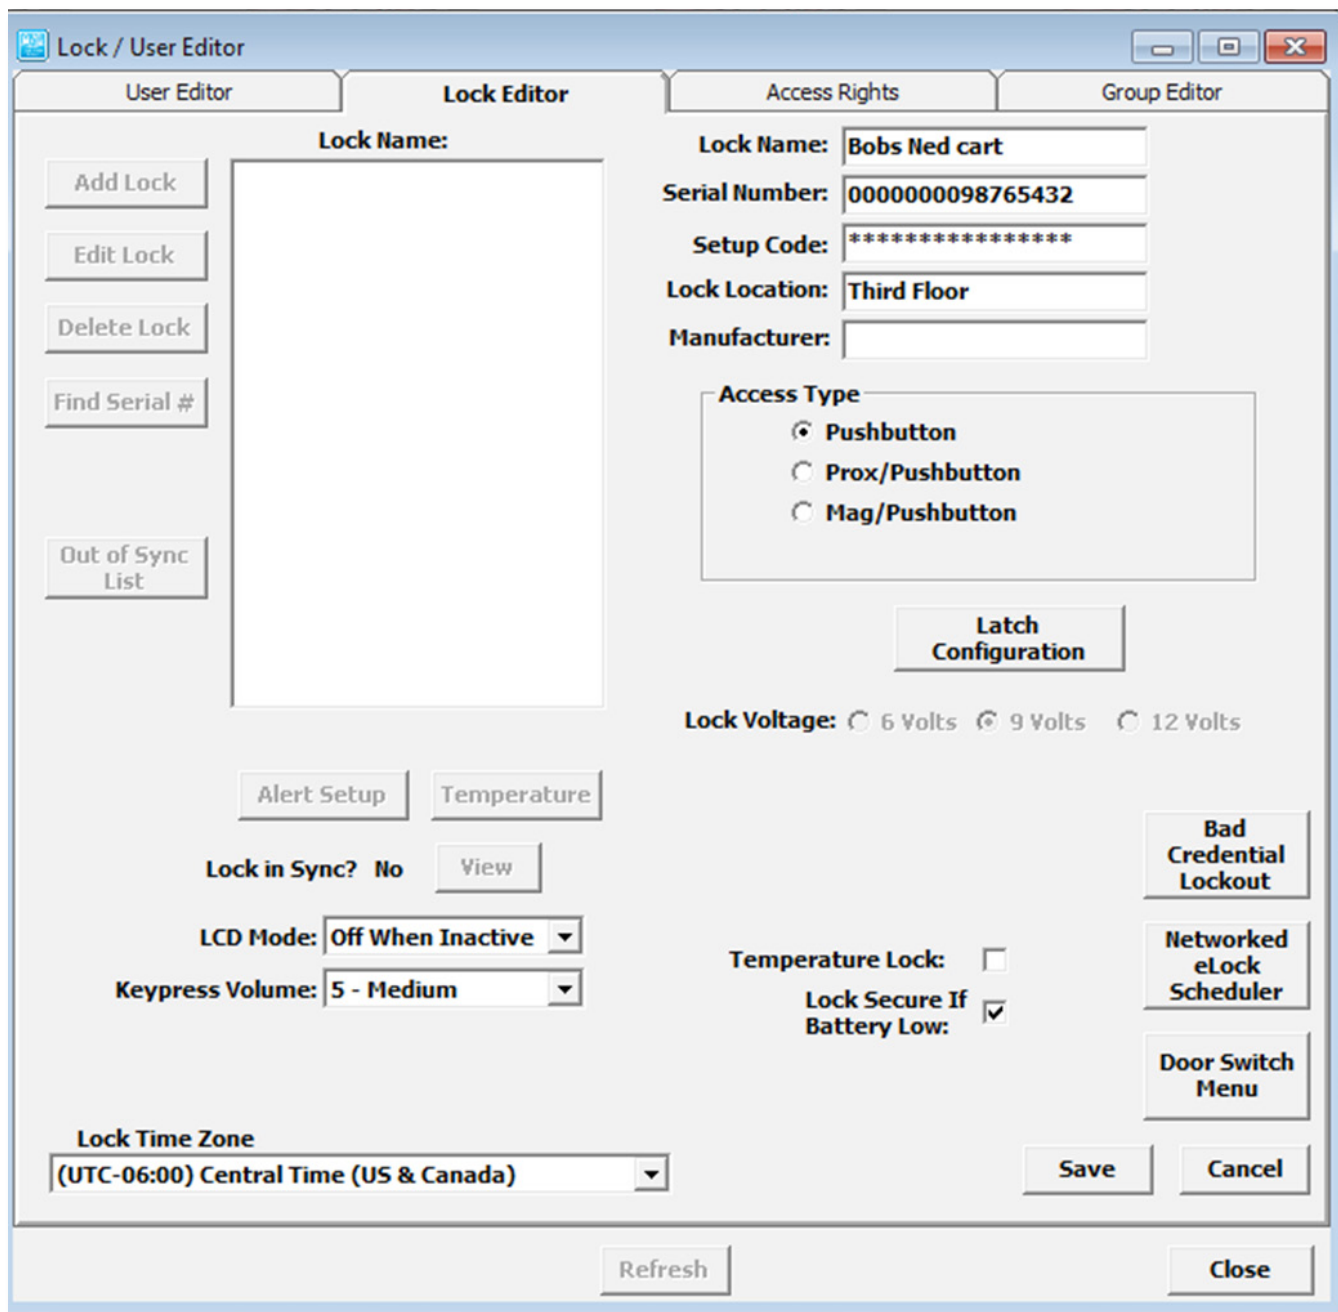 Lock / User Editor
User Editor
Lock Editor
Access Rights
Group Editor
Lock Name:
Add Lock
Edit Lock
Delete Lock
Find Serial #
Out of Sync
List
Lock Name: Bobs Ned cart
Serial Number: 0000000098765432
Setup Code: ****************
Lock Location: Third Floor
Manufacturer:
Access Type
Pushbutton
Prox/Pushbutton
Mag/Pushbutton
Latch
Configuration
Lock Voltage: 6 Volts 9 Volts 12 Volts
Alert Setup
Temperature
Lock in Sync? No View
LCD Mode: Off When Inactive
Keypress Volume: 5 - Medium
Temperature Lock:
Lock Secure If
Battery Low:
Bad
Credential
Lockout
Networked
eLock
Scheduler
Door Switch
Menu
Lock Time Zone
(UTC-06:00) Central Time (US & Canada)
Save
Cancel
Refresh
Close